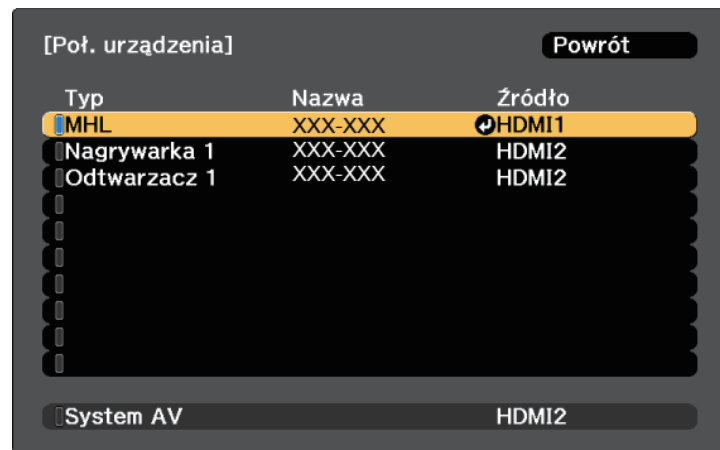 [Poł. urządzenia] Powrót
Typ Nazwa Źródło
MHL XXX-XXX HDMI1
Nagrywarka 1 XXX-XXX HDMI2
Odtwarzacz 1 XXX-XXX HDMI2
System AV HDMI2